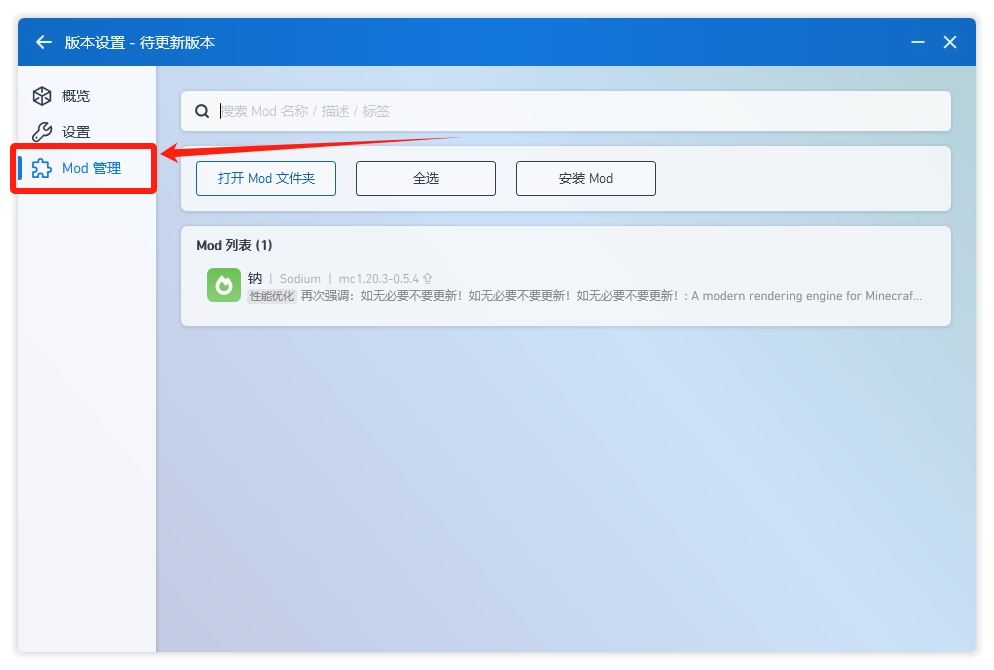 版本设置 - 待更新版本
概览
设置
Mod 管理
搜索 Mod 名称 / 描述 / 标签
打开 Mod 文件夹
全选
安装 Mod
Mod 列表 (1)
钠 | Sodium | mc1.20.3-0.5.4
性能优化 再次强调：如无必要不要更新！如无必要不要更新！如无必要不要更新！: A modern rendering engine for Minecraf...